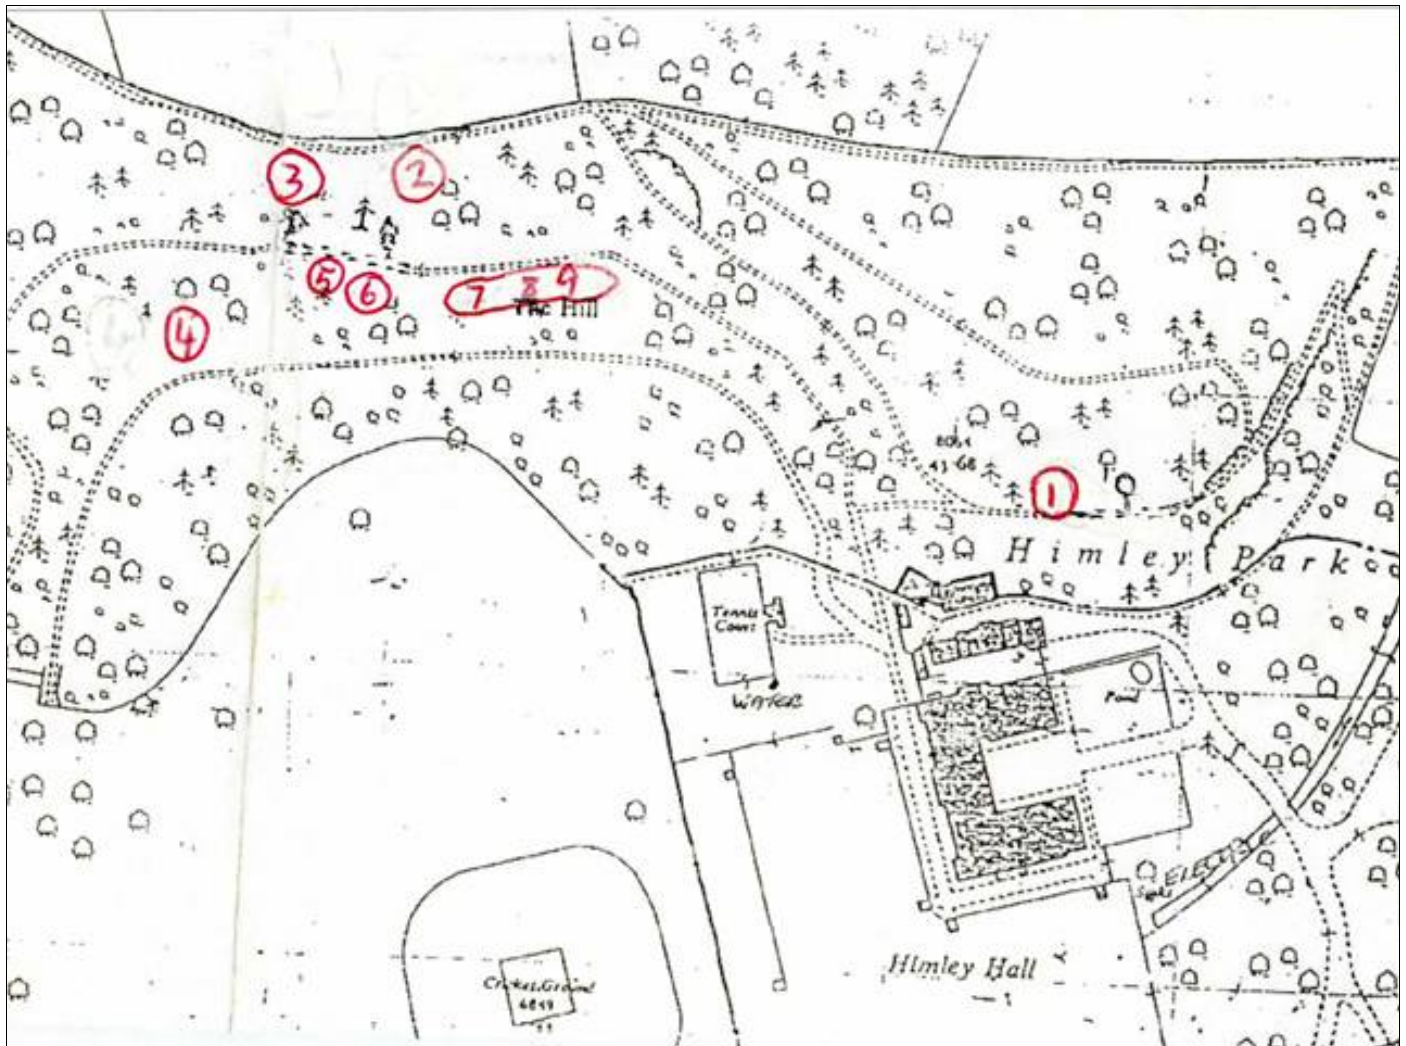 3
2
5
6
7 8 9
The Hill
4
1
Himley Park
Tennis
Court
WATER
Pond
Himley Hall
Cricket Ground